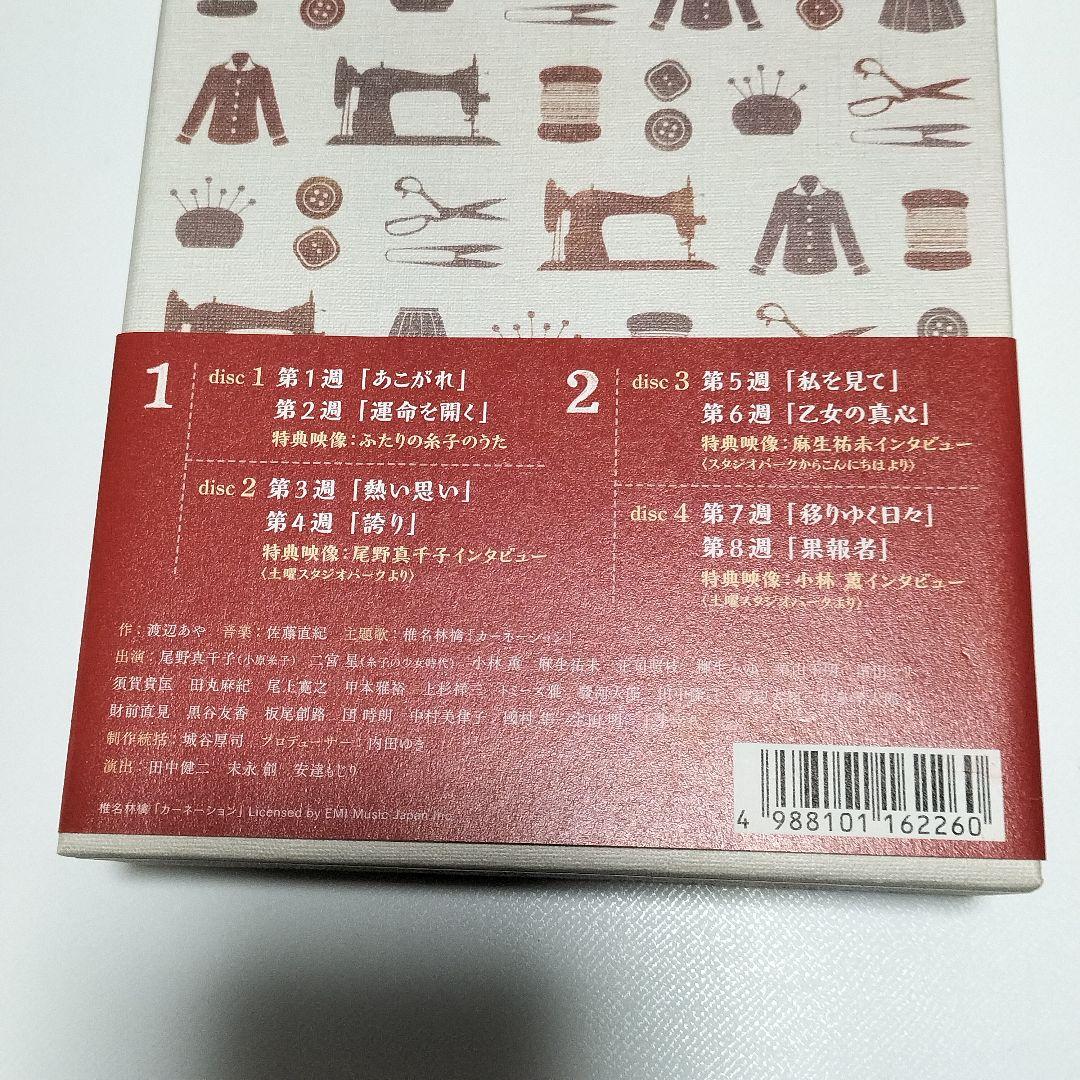 1
disc 1 第1週「あこがれ」
第2週「運命を開く」
特典映像：ふたりの糸子のうた
disc 2 第3週「熱い思い」
第4週「誇り」
特典映像：尾野真千子インタビュー
〈土曜スタジオパークより〉
2
disc 3 第5週「私を見て」
第6週「乙女の真心」
特典映像：麻生祐未インタビュー
〈スタジオパークからこんにちはより〉
disc 4 第7週「移りゆく日々」
第8週「果報者」
特典映像：小林 薫インタビュー
〈土曜スタジオパークより〉
作：渡辺あや 音楽：佐藤直紀 主題歌：椎名林檎「カーネーション」
出演：尾野真千子（小原糸子） 二宮 星（糸子の少女時代） 小林 薫 麻生祐未
須賀貴匡 田丸麻紀 尾上寛之 甲本雅裕 上杉祥三 トミーズ雅 駿河太郎
財前直見 黒谷友香 板尾創路 団 時朗 中村美律子 國村 隼
制作統括：城谷厚司 プロデューサー：内田ゆき
演出：田中健二 末永 創 安達もじり
椎名林檎「カーネーション」Licensed by EMI Music Japan Inc.
4 988101 162260